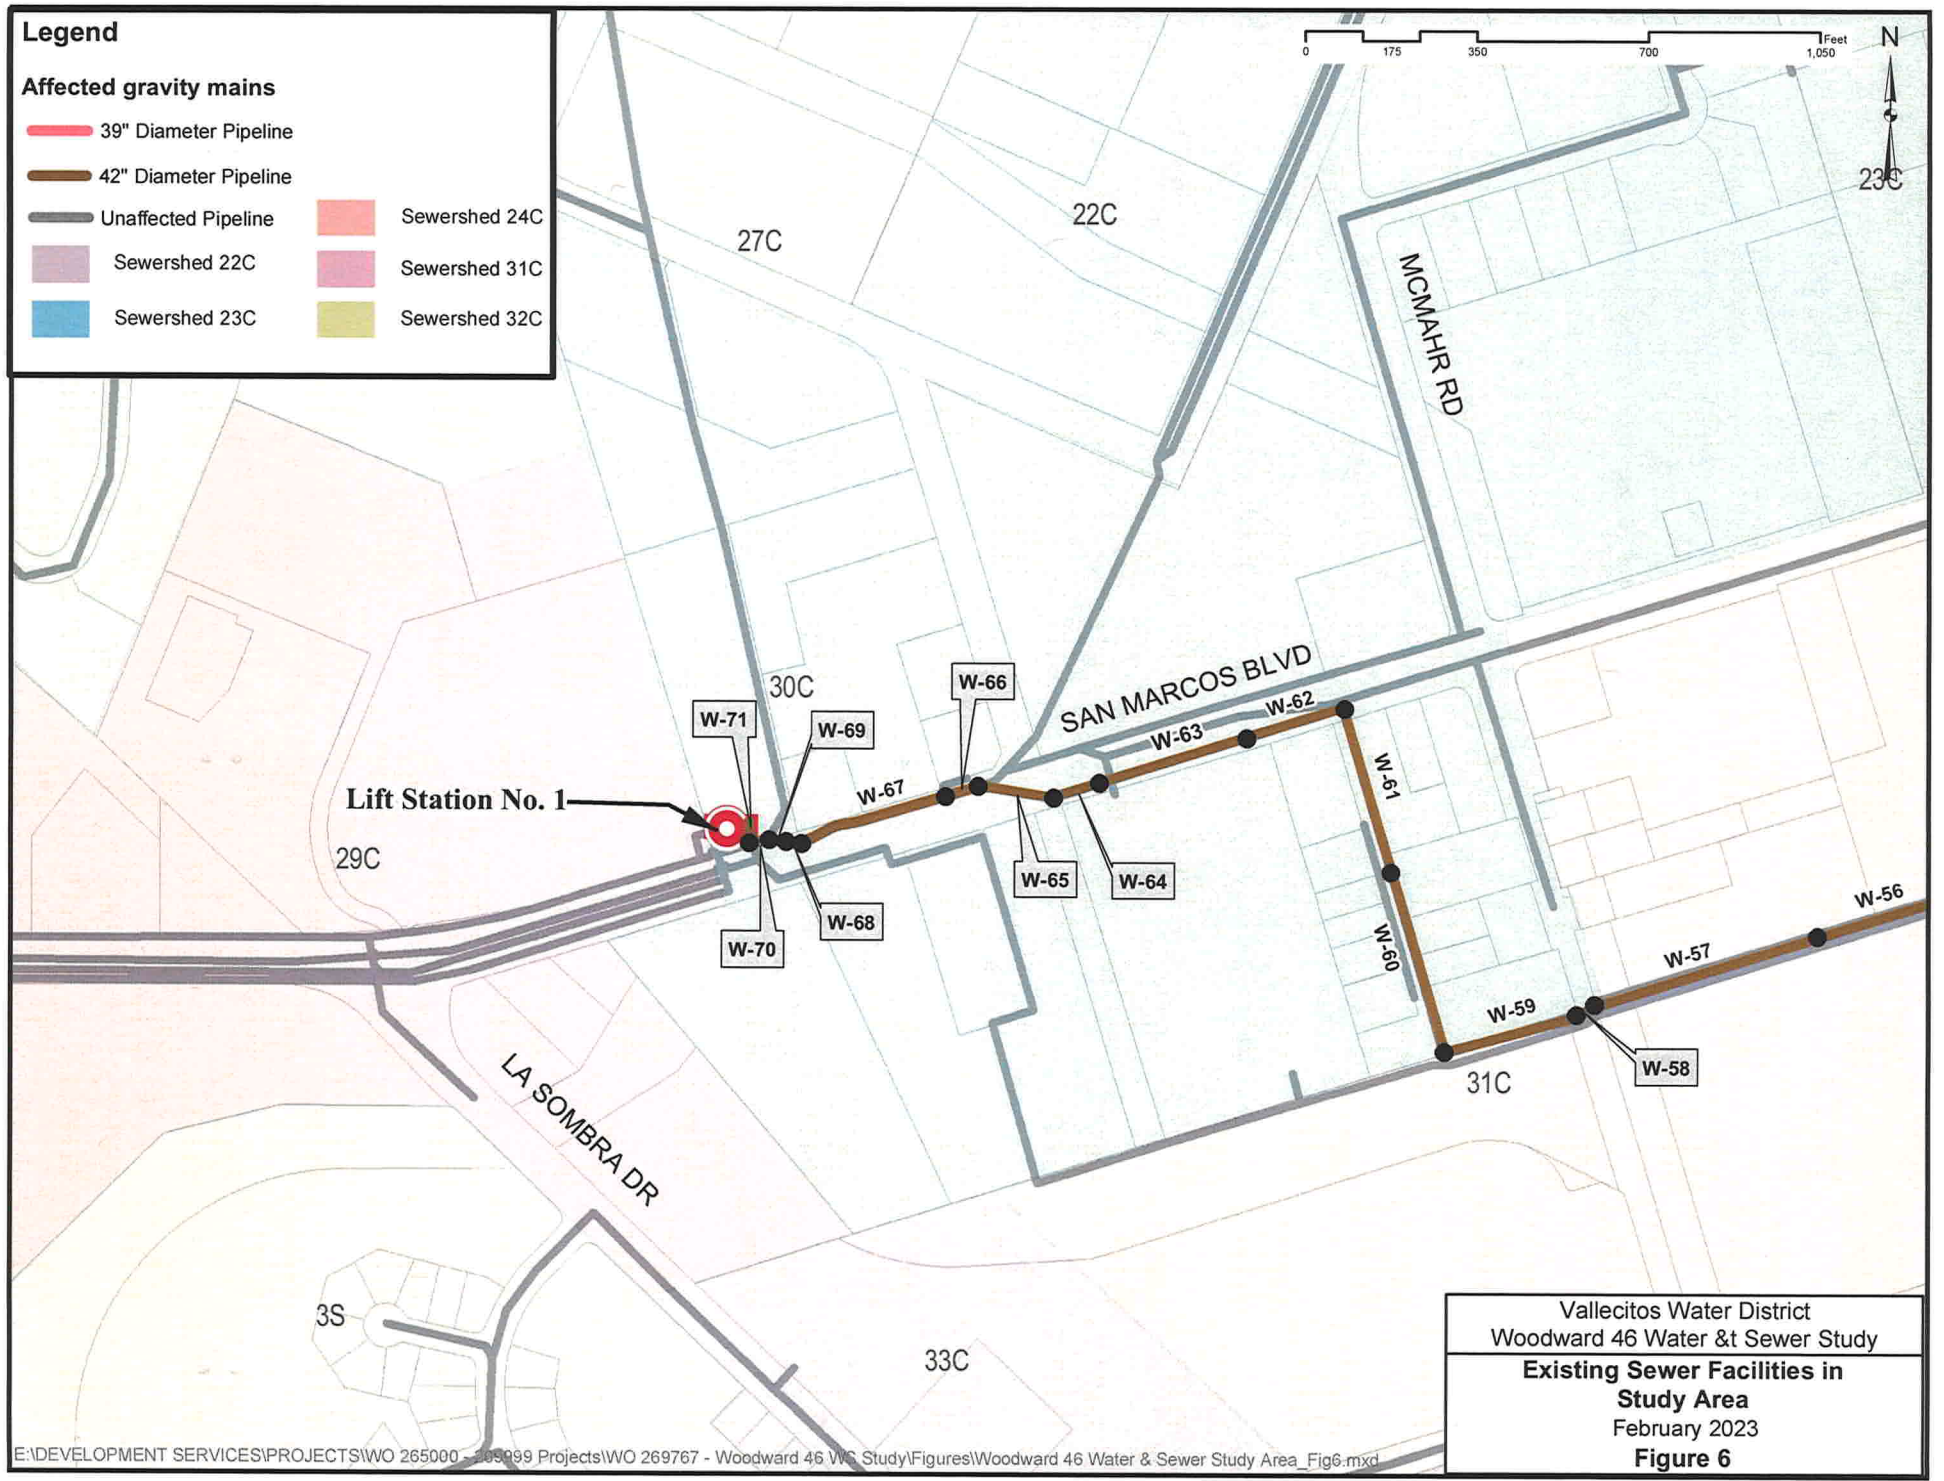 Legend
Affected gravity mains
39" Diameter Pipeline
42" Diameter Pipeline
Unaffected Pipeline
Sewershed 22C
Sewershed 23C
Sewershed 24C
Sewershed 31C
Sewershed 32C
0 175 350 700 1,050
Feet
N
23C
22C
27C
MCMAHR RD
SAN MARCOS BLVD
30C
W-66
W-71
W-69
W-62
W-63
W-67
W-61
Lift Station No. 1
29C
W-65
W-64
W-68
W-70
W-60
W-56
W-57
W-59
W-58
31C
LA SOMBRA DR
3S
33C
Vallecitos Water District
Woodward 46 Water &t Sewer Study
Existing Sewer Facilities in
Study Area
February 2023
Figure 6
E:\DEVELOPMENT SERVICES\PROJECTS\WO 265000 - 269999 Projects\WO 269767 - Woodward 46 WS Study\Figures\Woodward 46 Water & Sewer Study Area_Fig6.mxd